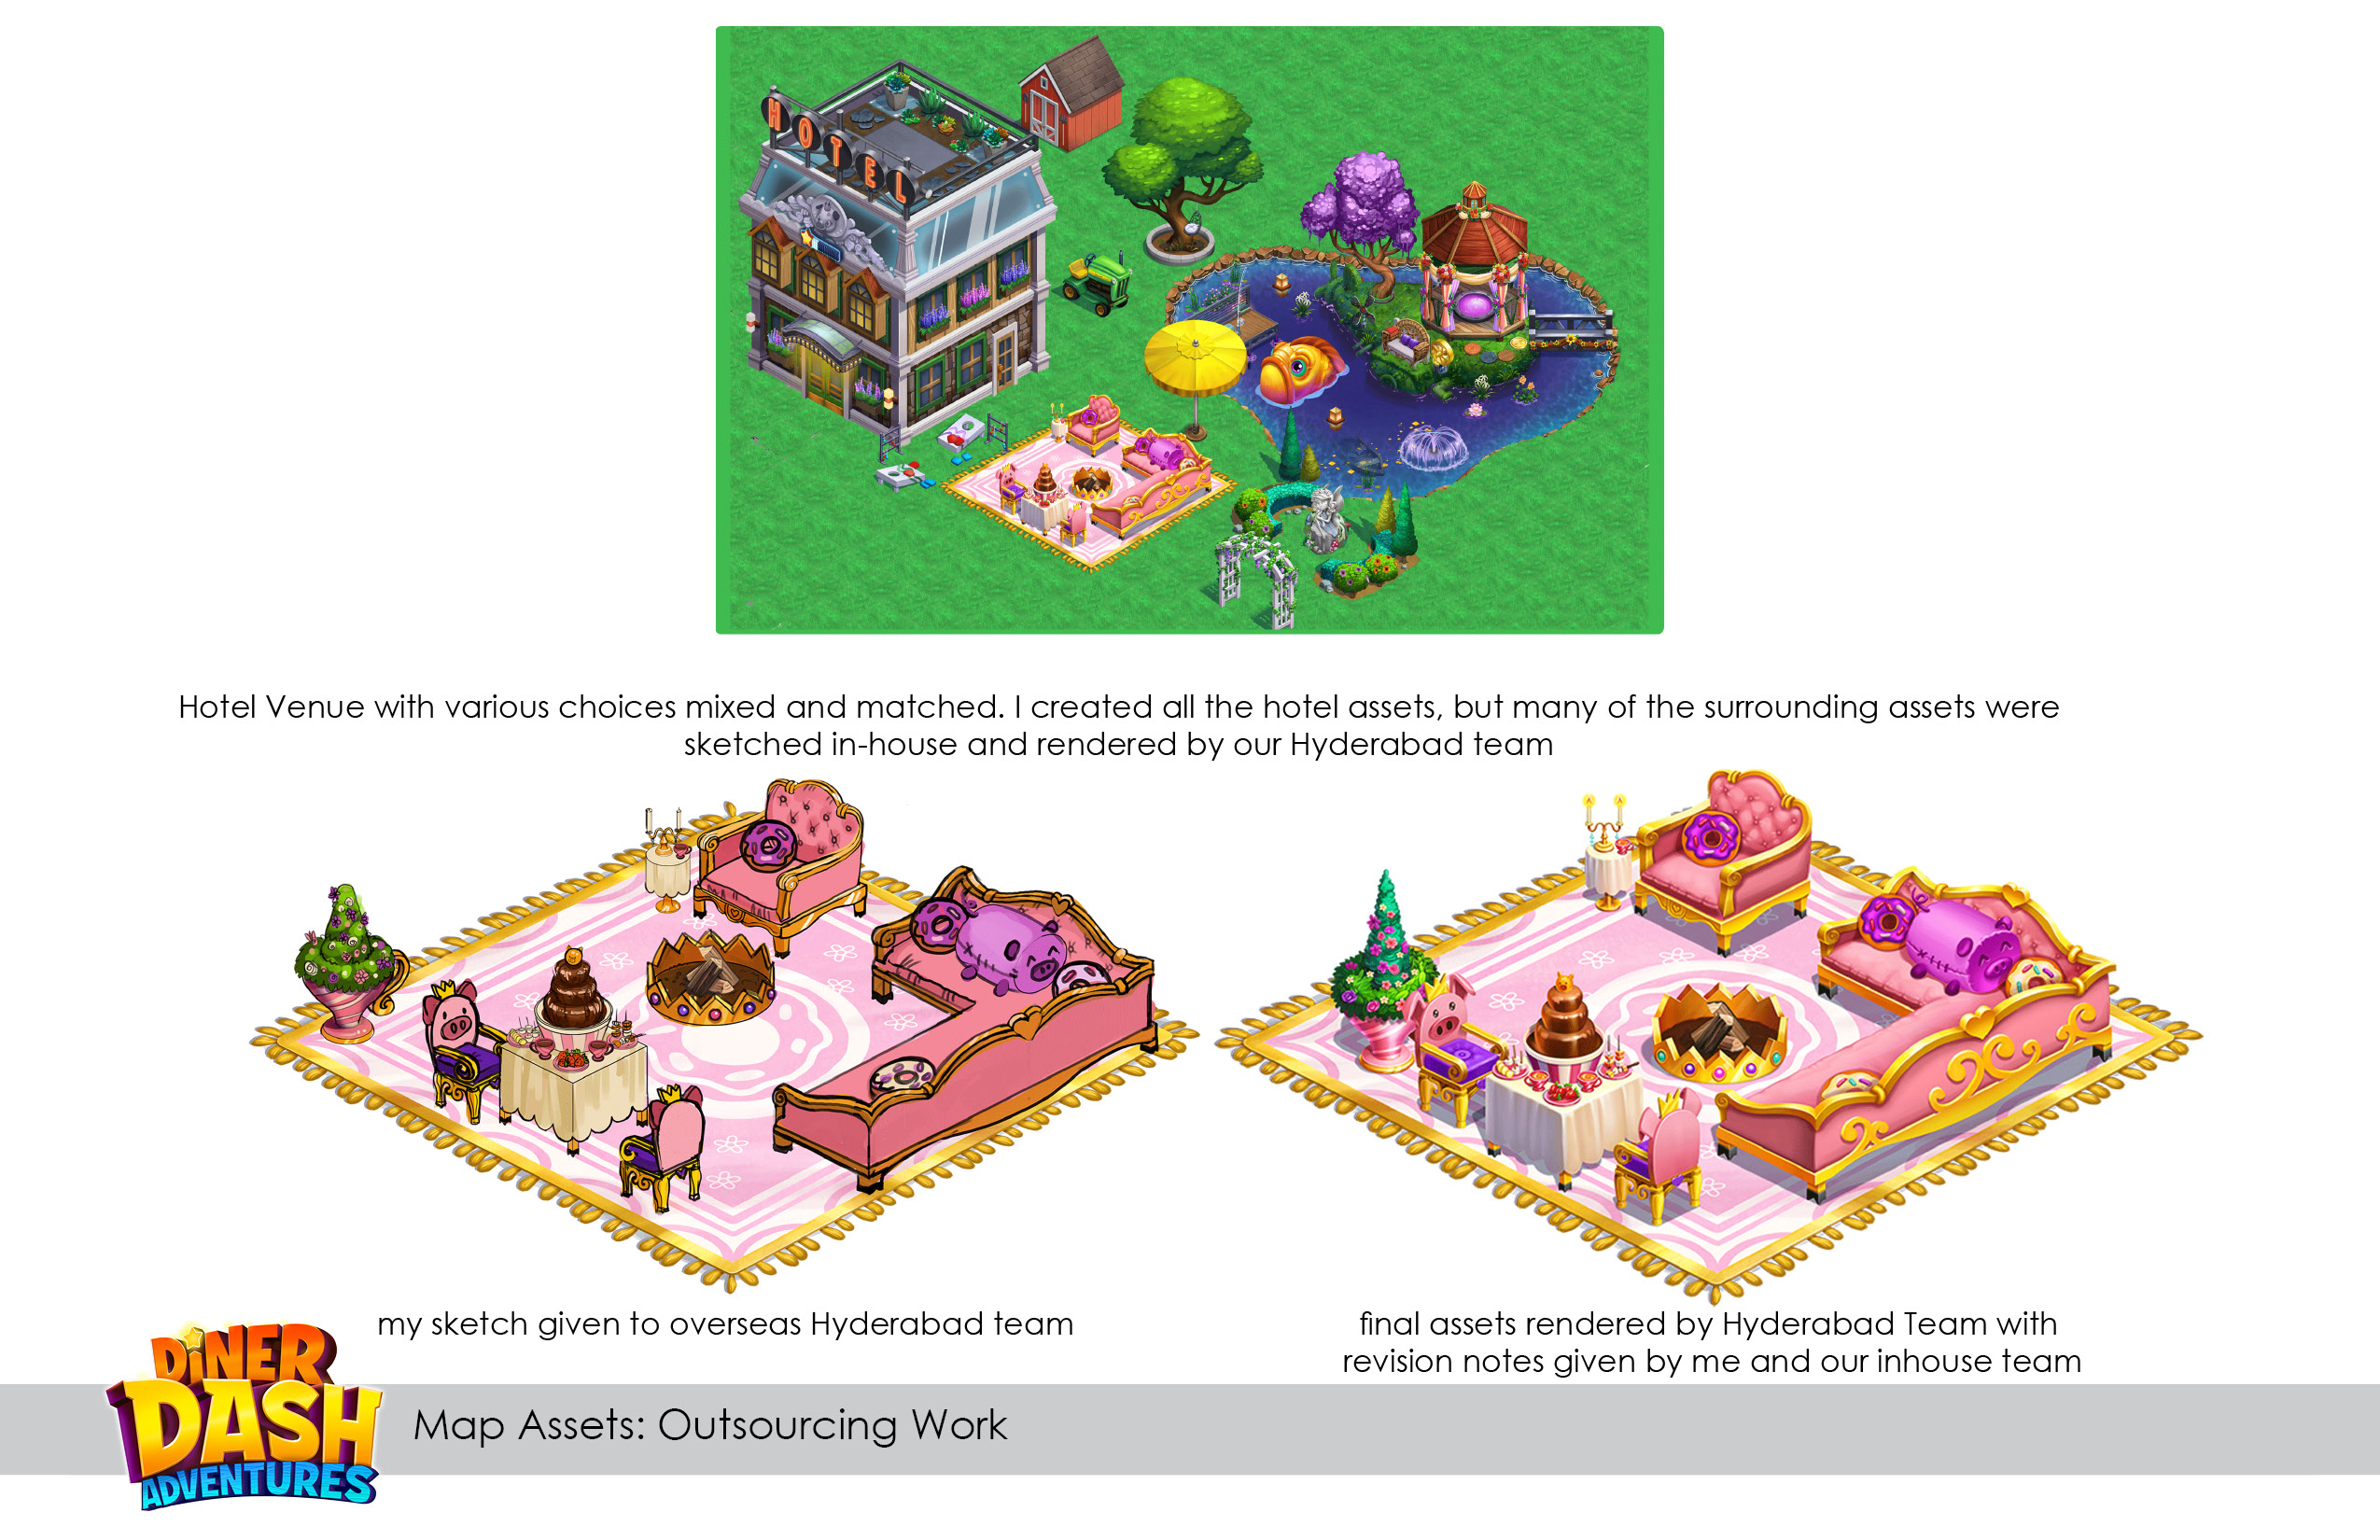 HOTEL
Hotel Venue with various choices mixed and matched. I created all the hotel assets, but many of the surrounding assets were
sketched in-house and rendered by our Hyderabad team
my sketch given to overseas Hyderabad team
final assets rendered by Hyderabad Team with
revision notes given by me and our inhouse team
DiNER
DASH
ADVENTURES
Map Assets: Outsourcing Work